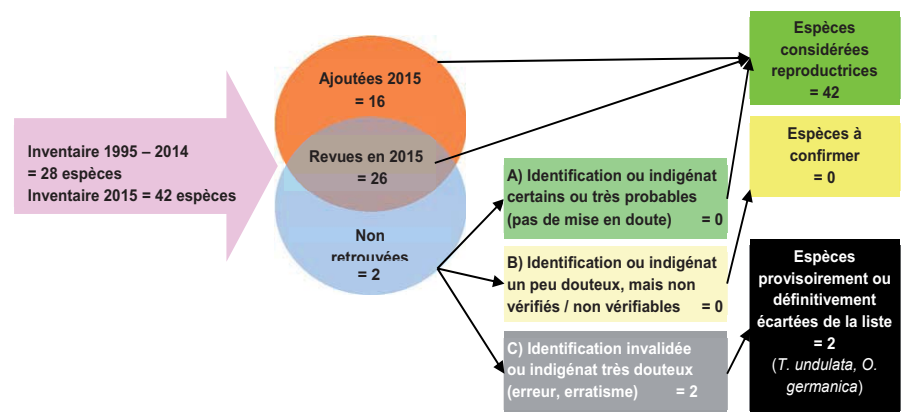 Inventaire 1995 – 2014
= 28 espèces
Inventaire 2015 = 42 espèces
Ajoutées 2015
= 16
Revues en 2015
= 26
Non
retrouvées
= 2
A) Identification ou indigénat
certains ou très probables
(pas de mise en doute) = 0
B) Identification ou indigénat
un peu douteux, mais non
vérifiés / non vérifiables = 0
C) Identification invalidée
ou indigénat très douteux
(erreur, erratisme) = 2
Espèces
considérées
reproductrices
= 42
Espèces à
confirmer
= 0
Espèces
provisoirement ou
définitivement
écartées de la liste
= 2
(T. undulata, O.
germanica)